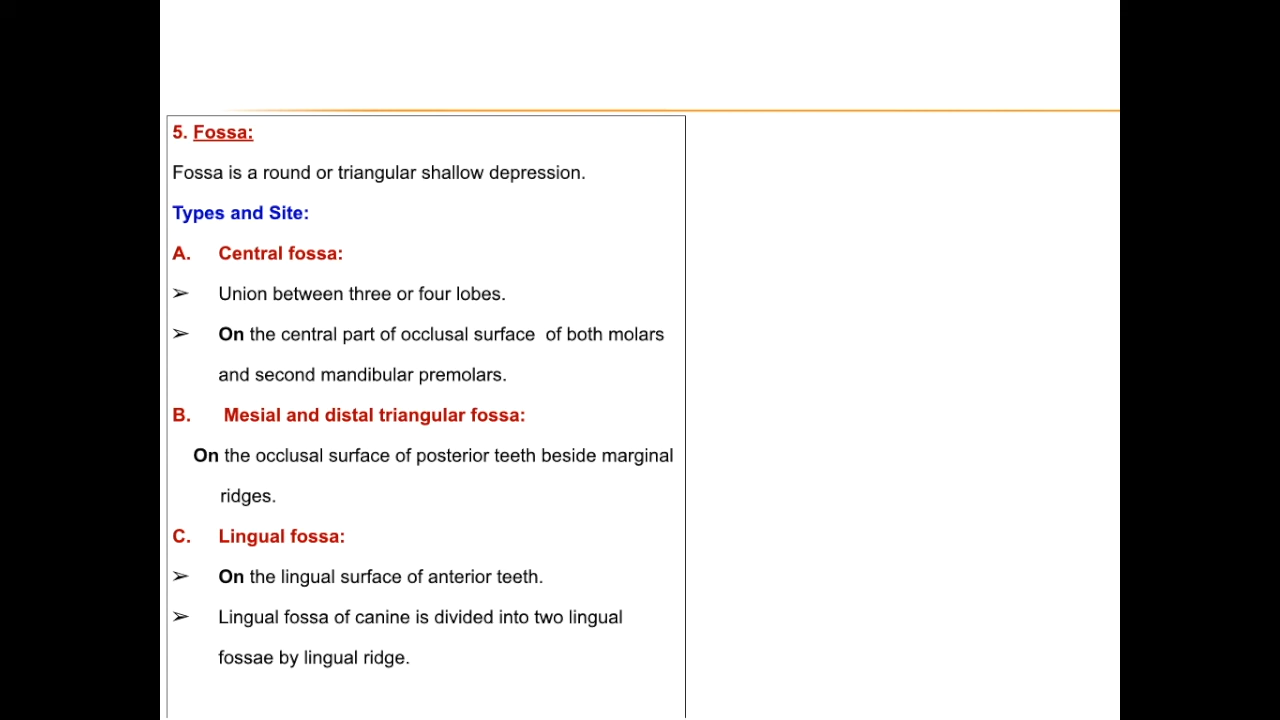 5. Fossa:
Fossa is a round or triangular shallow depression.
Types and Site:
A. Central fossa:
➢ Union between three or four lobes.
➢ On the central part of occlusal surface  of both molars
and second mandibular premolars.
B. Mesial and distal triangular fossa:
On the occlusal surface of posterior teeth beside marginal
ridges.
C. Lingual fossa:
➢ On the lingual surface of anterior teeth.
➢ Lingual fossa of canine is divided into two lingual
fossae by lingual ridge.